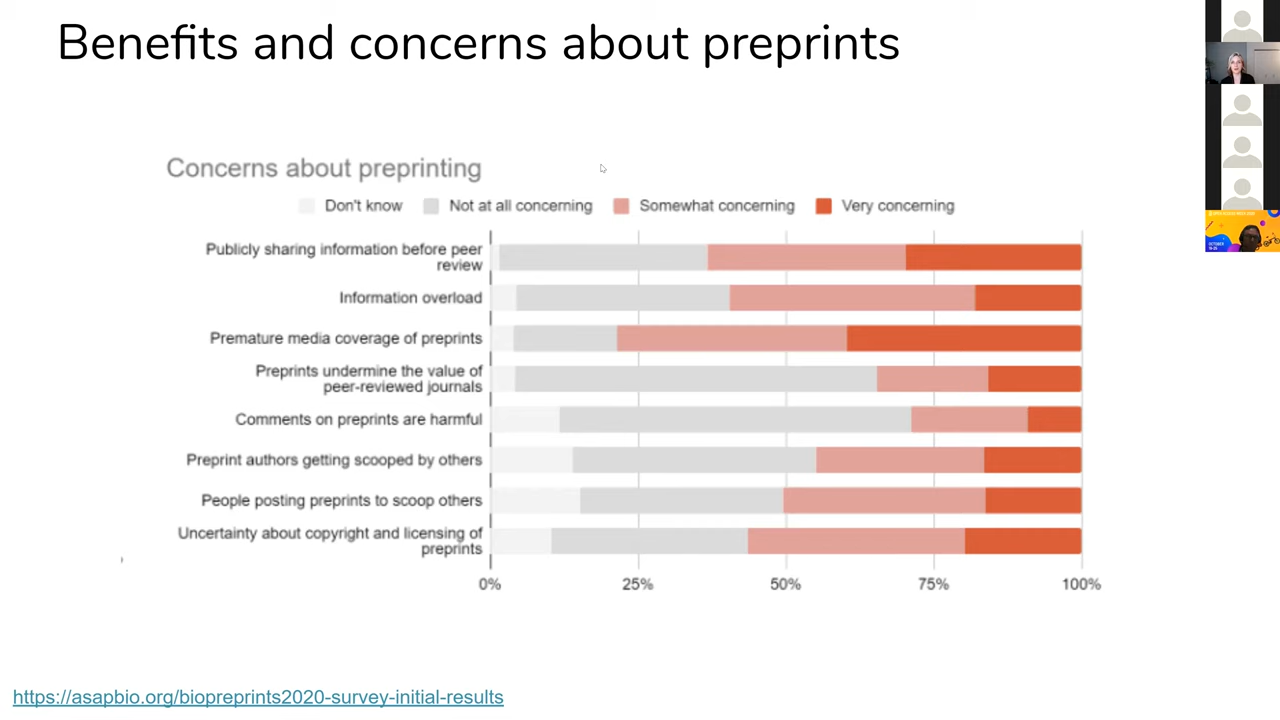 Benefits and concerns about preprints
Concerns about preprinting
Don't know
Not at all concerning
Somewhat concerning
Very concerning
Publicly sharing information before peer
review
Information overload
Premature media coverage of preprints
Preprints undermine the value of
peer-reviewed journals
Comments on preprints are harmful
Preprint authors getting scooped by others
People posting preprints to scoop others
Uncertainty about copyright and licensing of
preprints
0%
25%
50%
75%
100%
https://asapbio.org/biopreprints2020-survey-initial-results